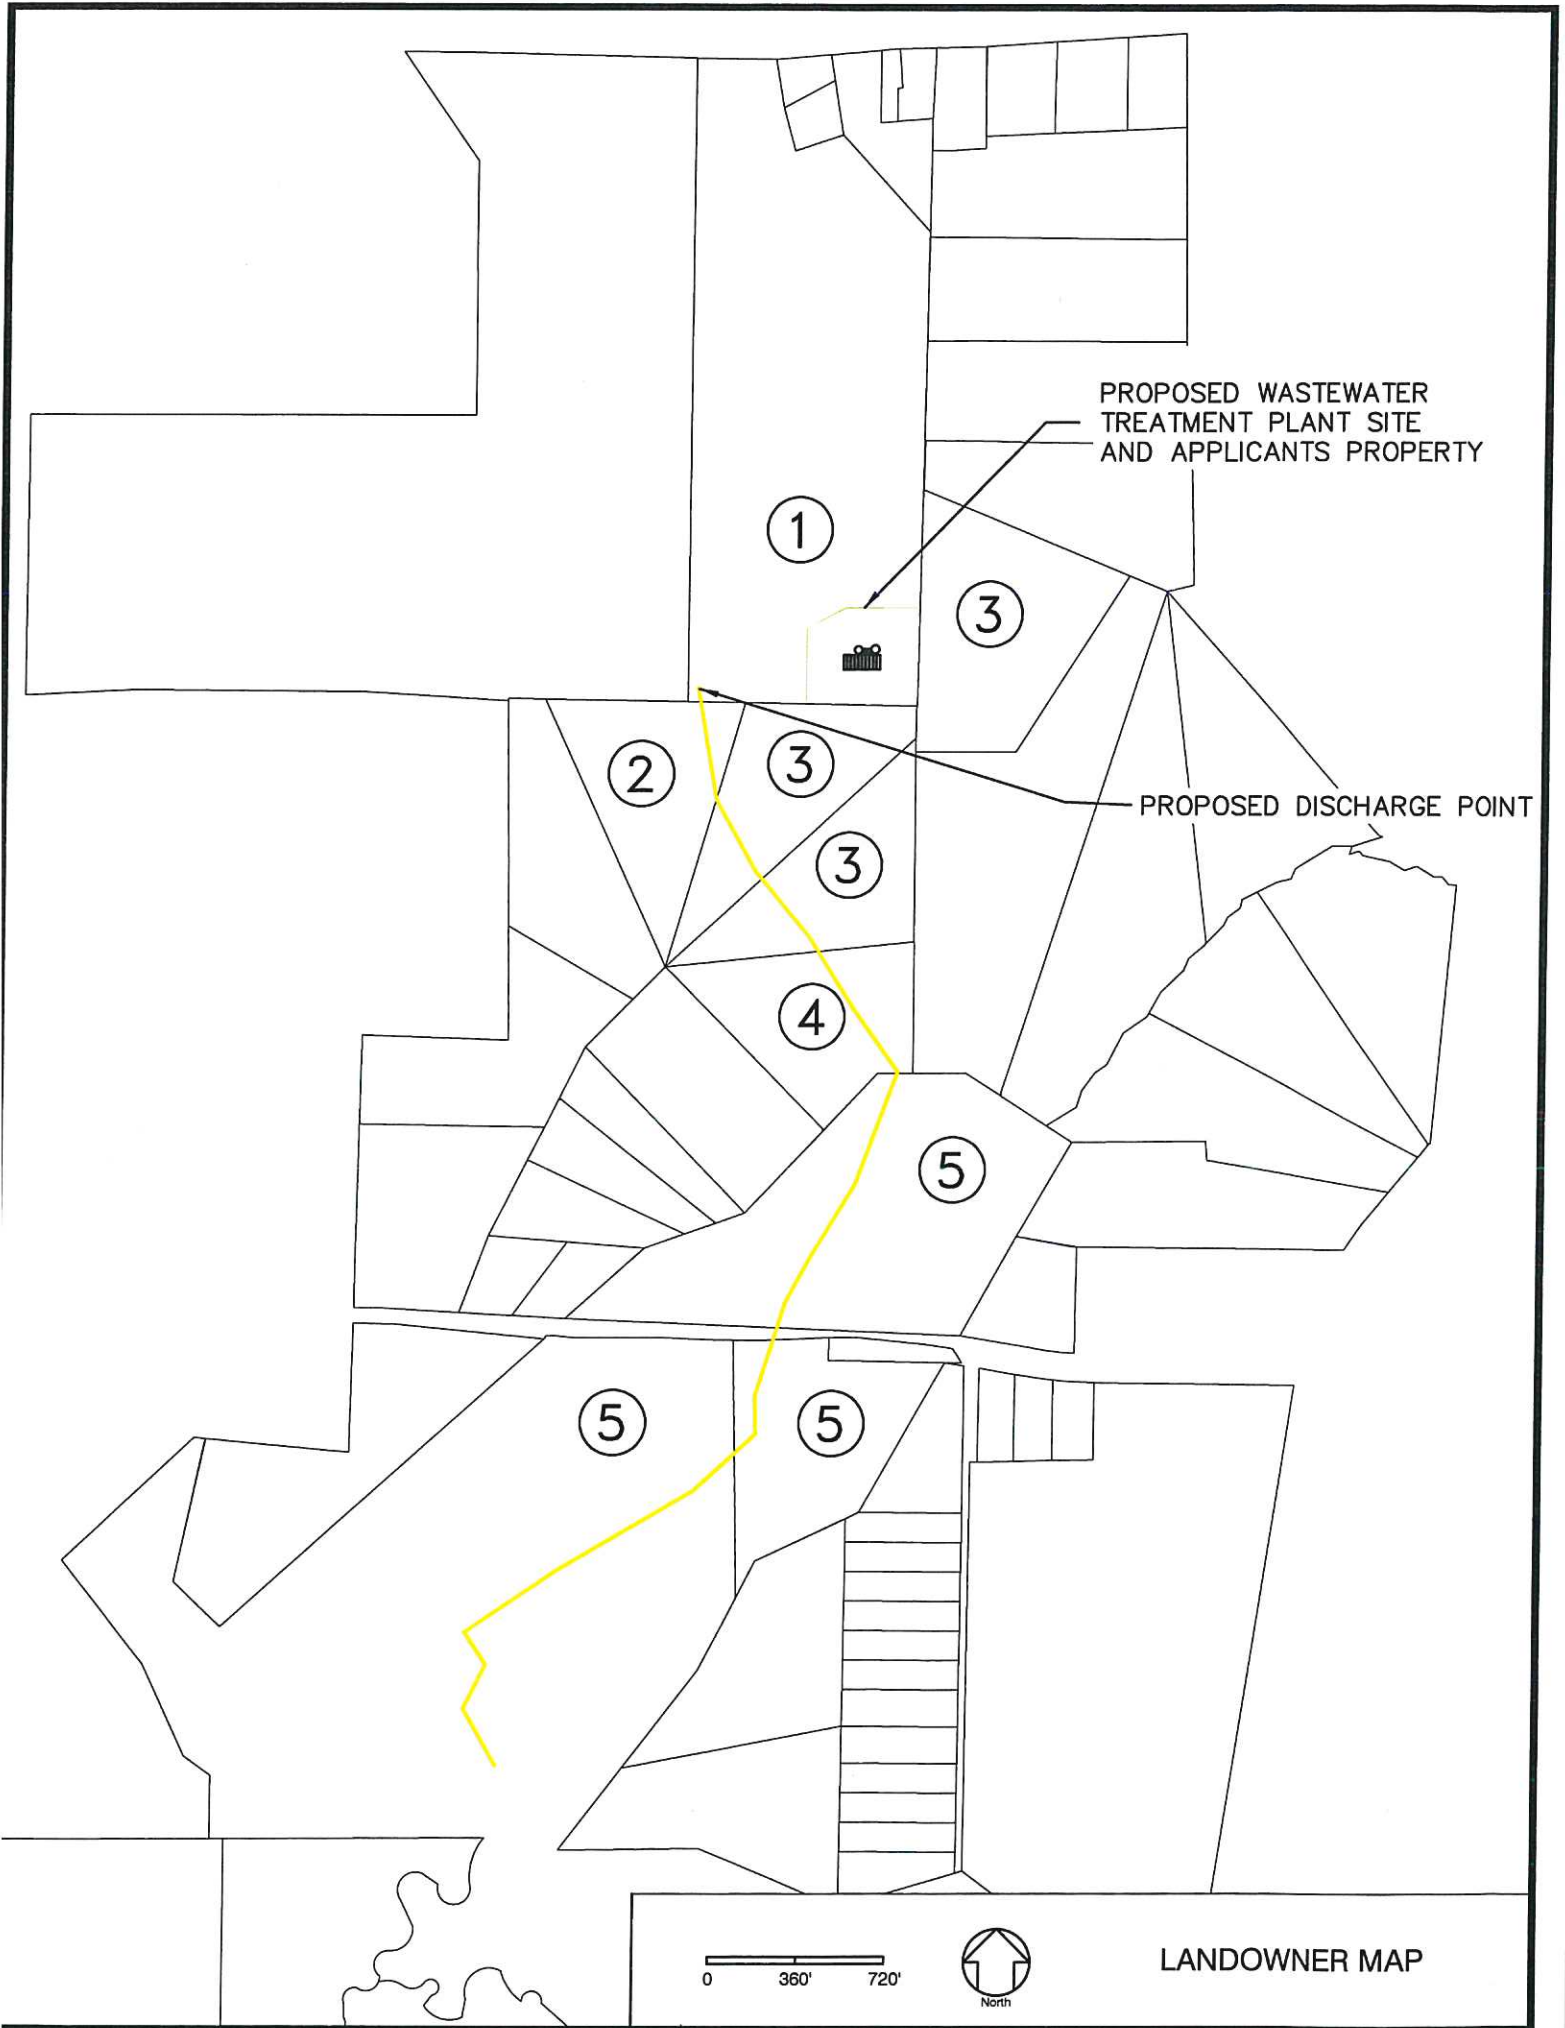 PROPOSED WASTEWATER
TREATMENT PLANT SITE
AND APPLICANTS PROPERTY
1
3
2
3
PROPOSED DISCHARGE POINT
3
4
5
5
5
0 360' 720'
North
LANDOWNER MAP